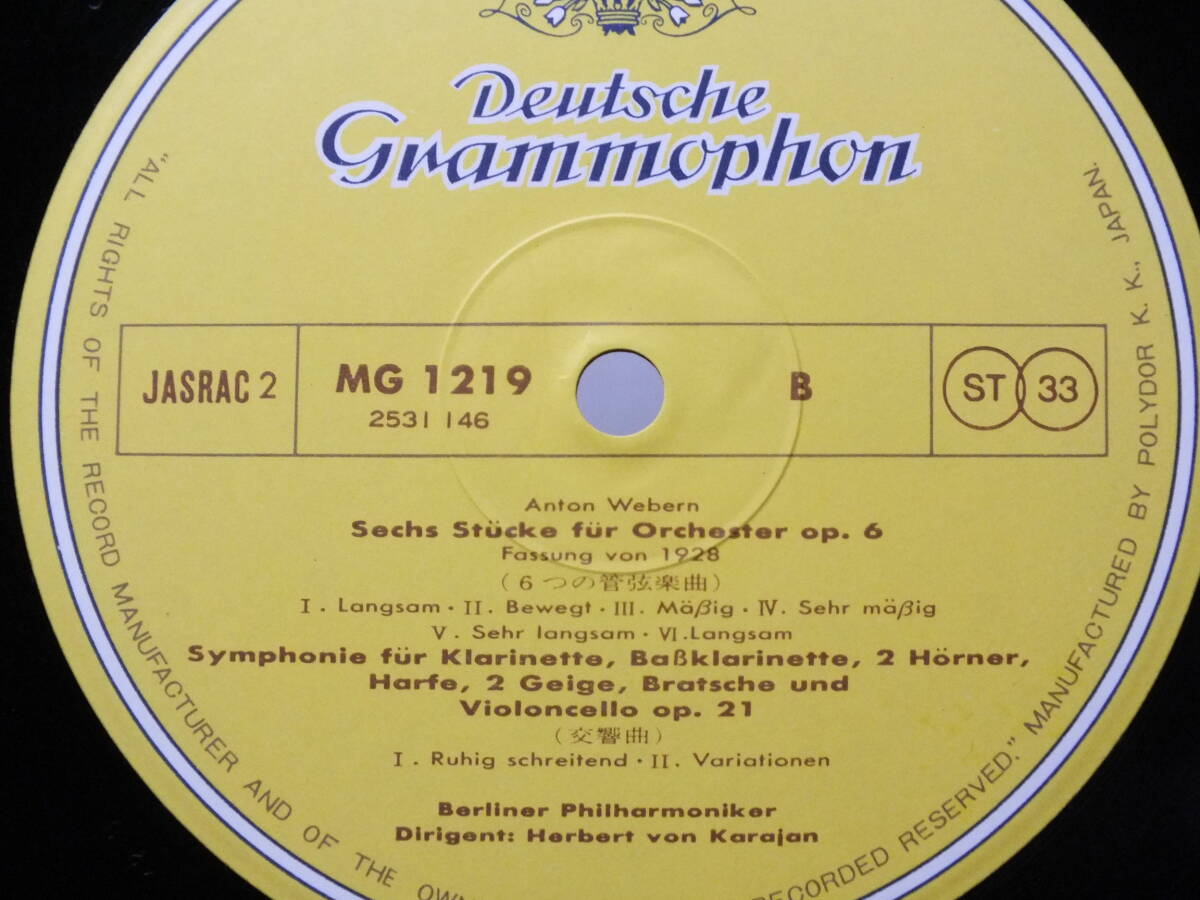 Deutsche
Grammophon
JASRAC 2
MG 1219
2531 146
B
ST 33
Anton Webern
Sechs Stücke für Orchester op. 6
Fassung von 1928
(6つの管弦楽曲)
I. Langsam · II. Bewegt · III. Mäßig · IV. Sehr mäßig
V. Sehr langsam · VI. Langsam
Symphonie für Klarinette, Baßklarinette, 2 Hörner,
Harfe, 2 Geige, Bratsche und
Violoncello op. 21
(交響曲)
I. Ruhig schreitend · II. Variationen
Berliner Philharmoniker
Dirigent: Herbert von Karajan
"ALL RIGHTS OF THE RECORD MANUFACTURER AND OF THE RECORDED RESERVED." MANUFACTURED BY POLYDOR K. K., JAPAN.